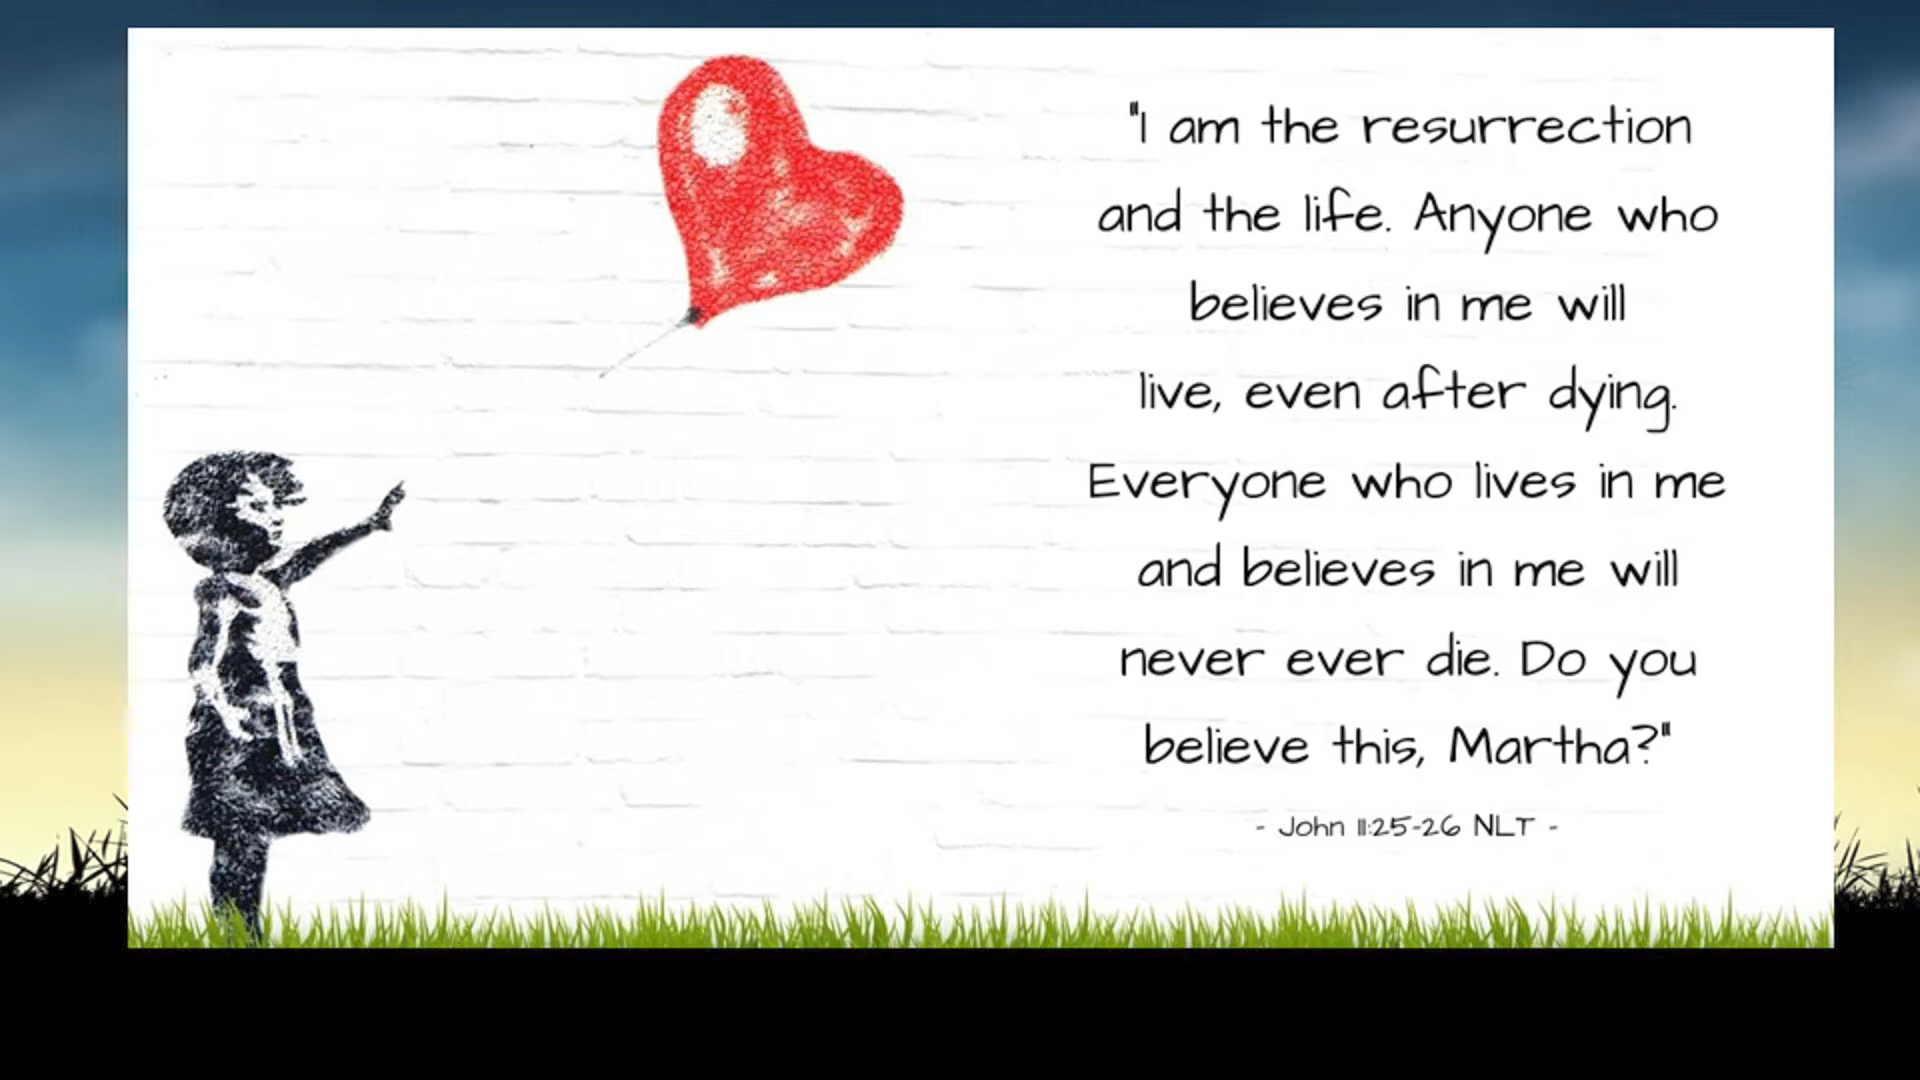 "I am the resurrection
and the life. Anyone who
believes in me will
live, even after dying.
Everyone who lives in me
and believes in me will
never ever die. Do you
believe this, Martha?"
- John 11:25-26 NLT -